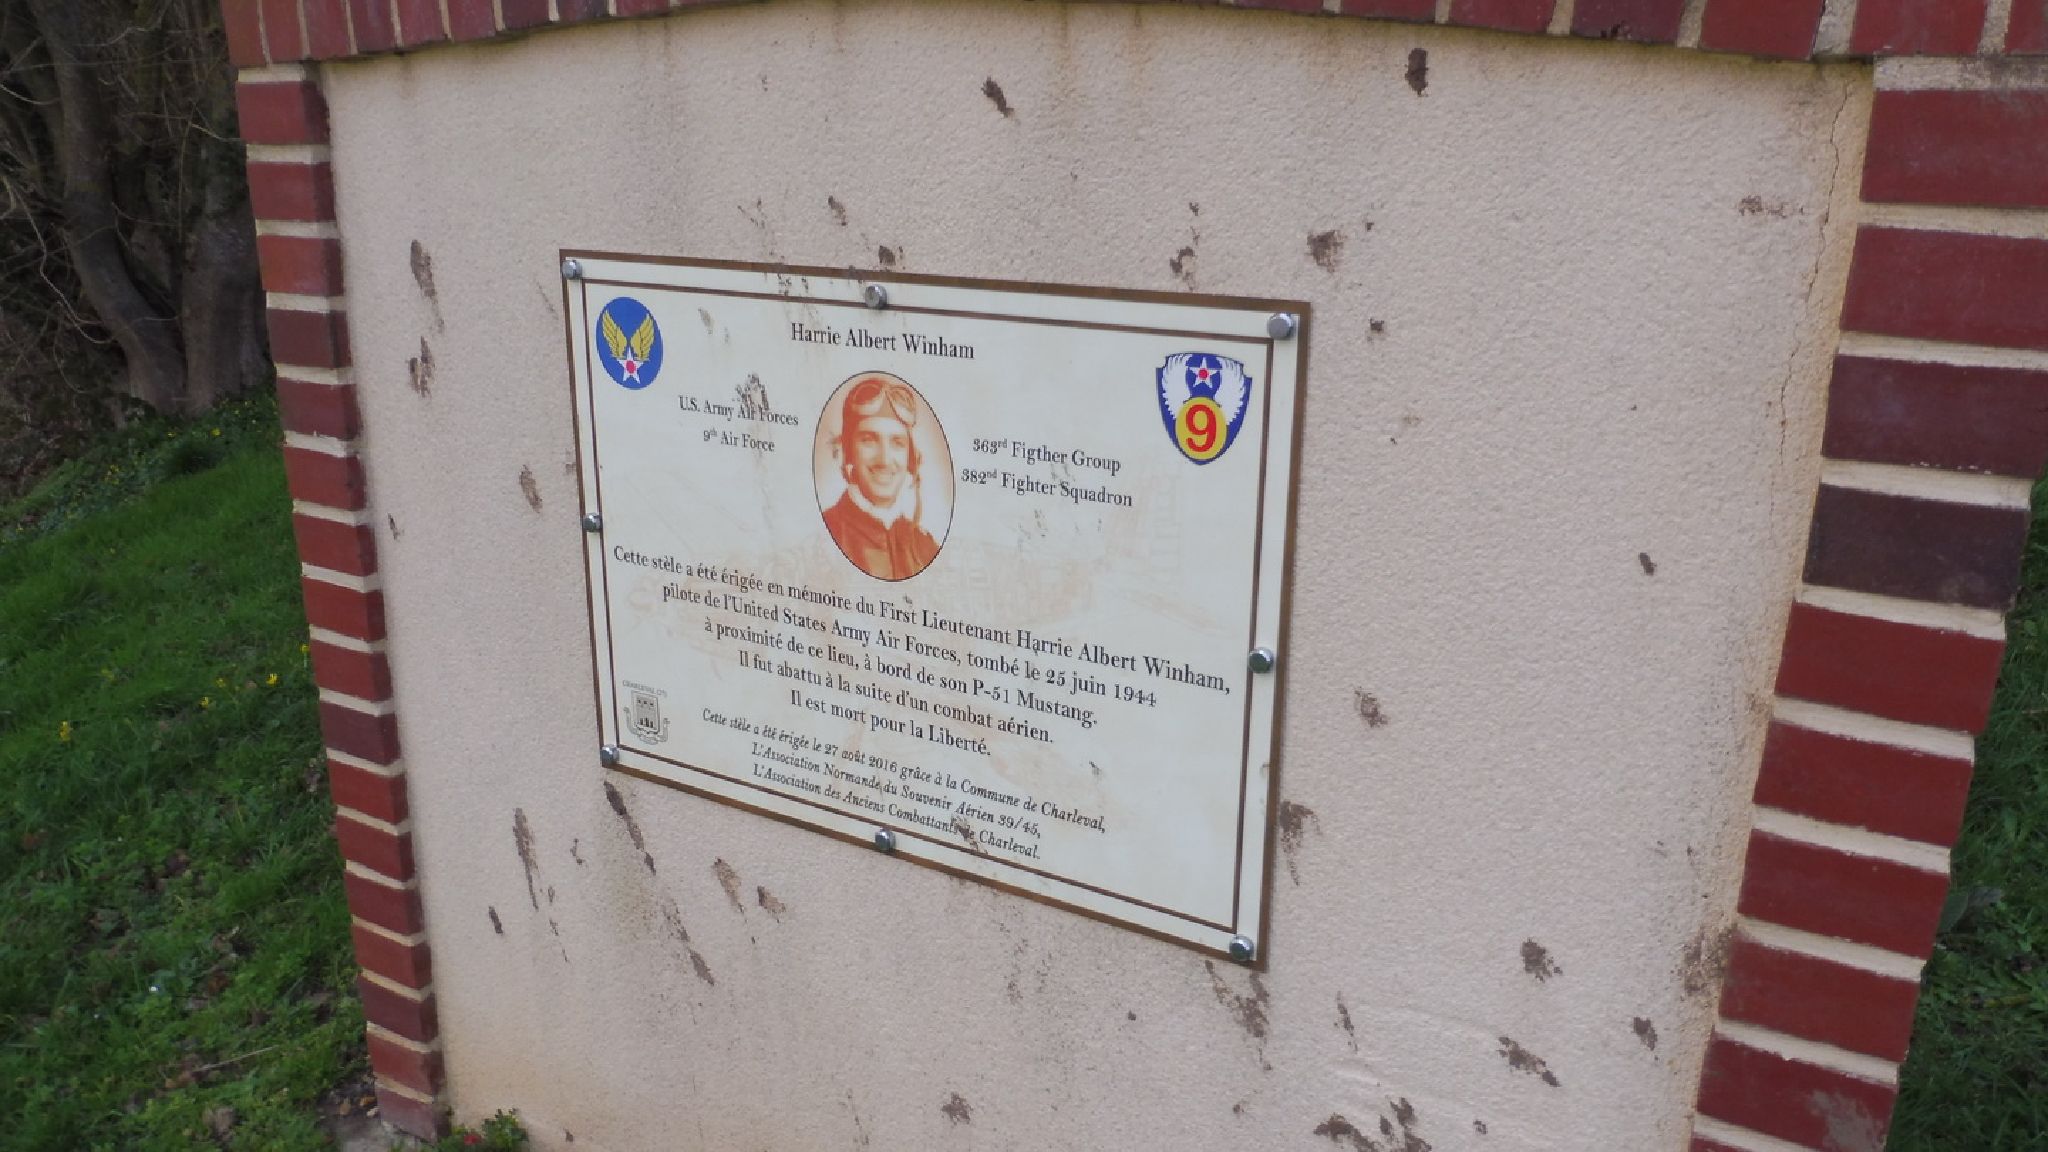 Harrie Albert Winham
U.S. Army Air Forces
9th Air Force
363rd Figther Group
382nd Fighter Squadron
9
Cette stèle a été érigée en mémoire du First Lieutenant Harrie Albert Winham,
pilote de l'United States Army Air Forces, tombé le 25 juin 1944
à proximité de ce lieu, à bord de son P-51 Mustang.
Il fut abattu à la suite d'un combat aérien.
Il est mort pour la Liberté.
CHARLEVAL (27)
Cette stèle a été érigée le 27 août 2016 grâce à la Commune de Charleval,
L'Association Normande du Souvenir Aérien 39/45,
L'Association des Anciens Combattants de Charleval.